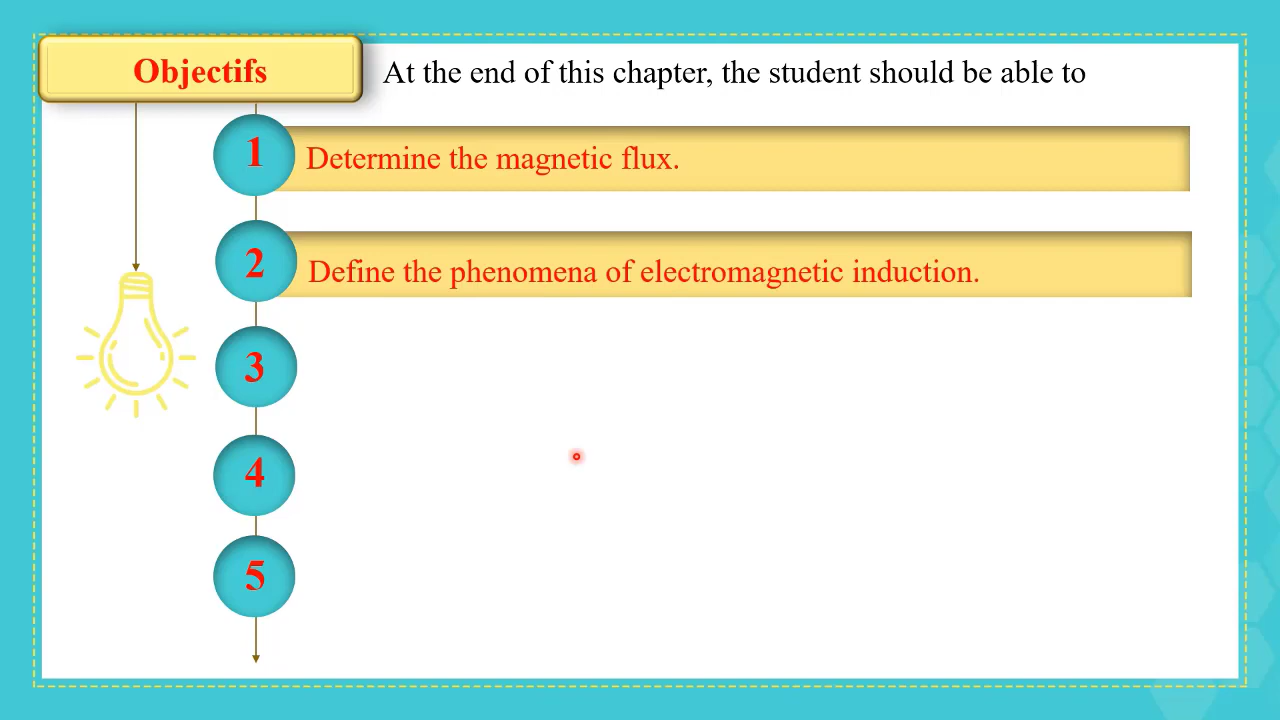 Objectifs
At the end of this chapter, the student should be able to
1
Determine the magnetic flux.
2
Define the phenomena of electromagnetic induction.
3
4
5